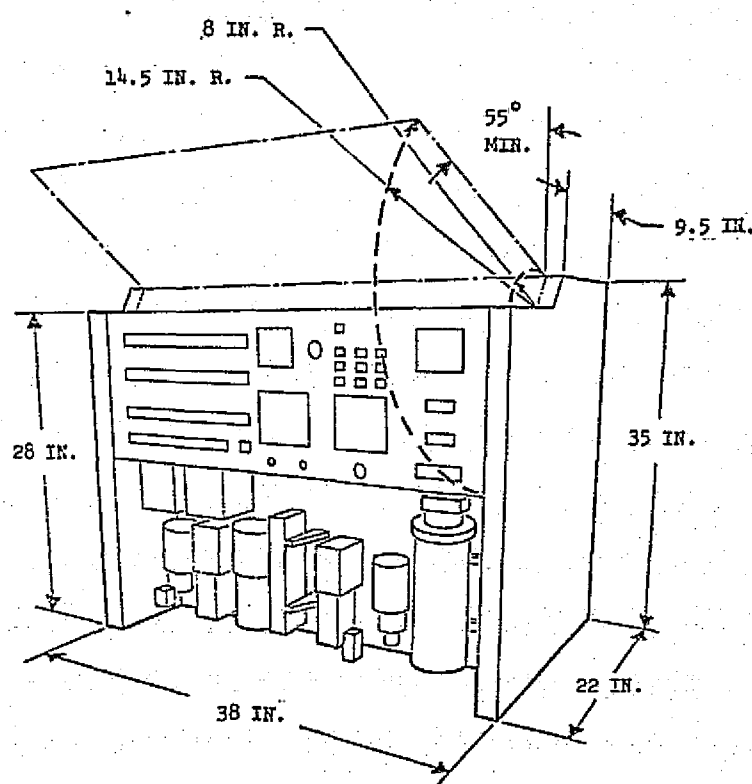 8 IN. R.
14.5 IN. R.
55°
MIN.
9.5 IN.
28 IN.
35 IN.
22 IN.
38 IN.